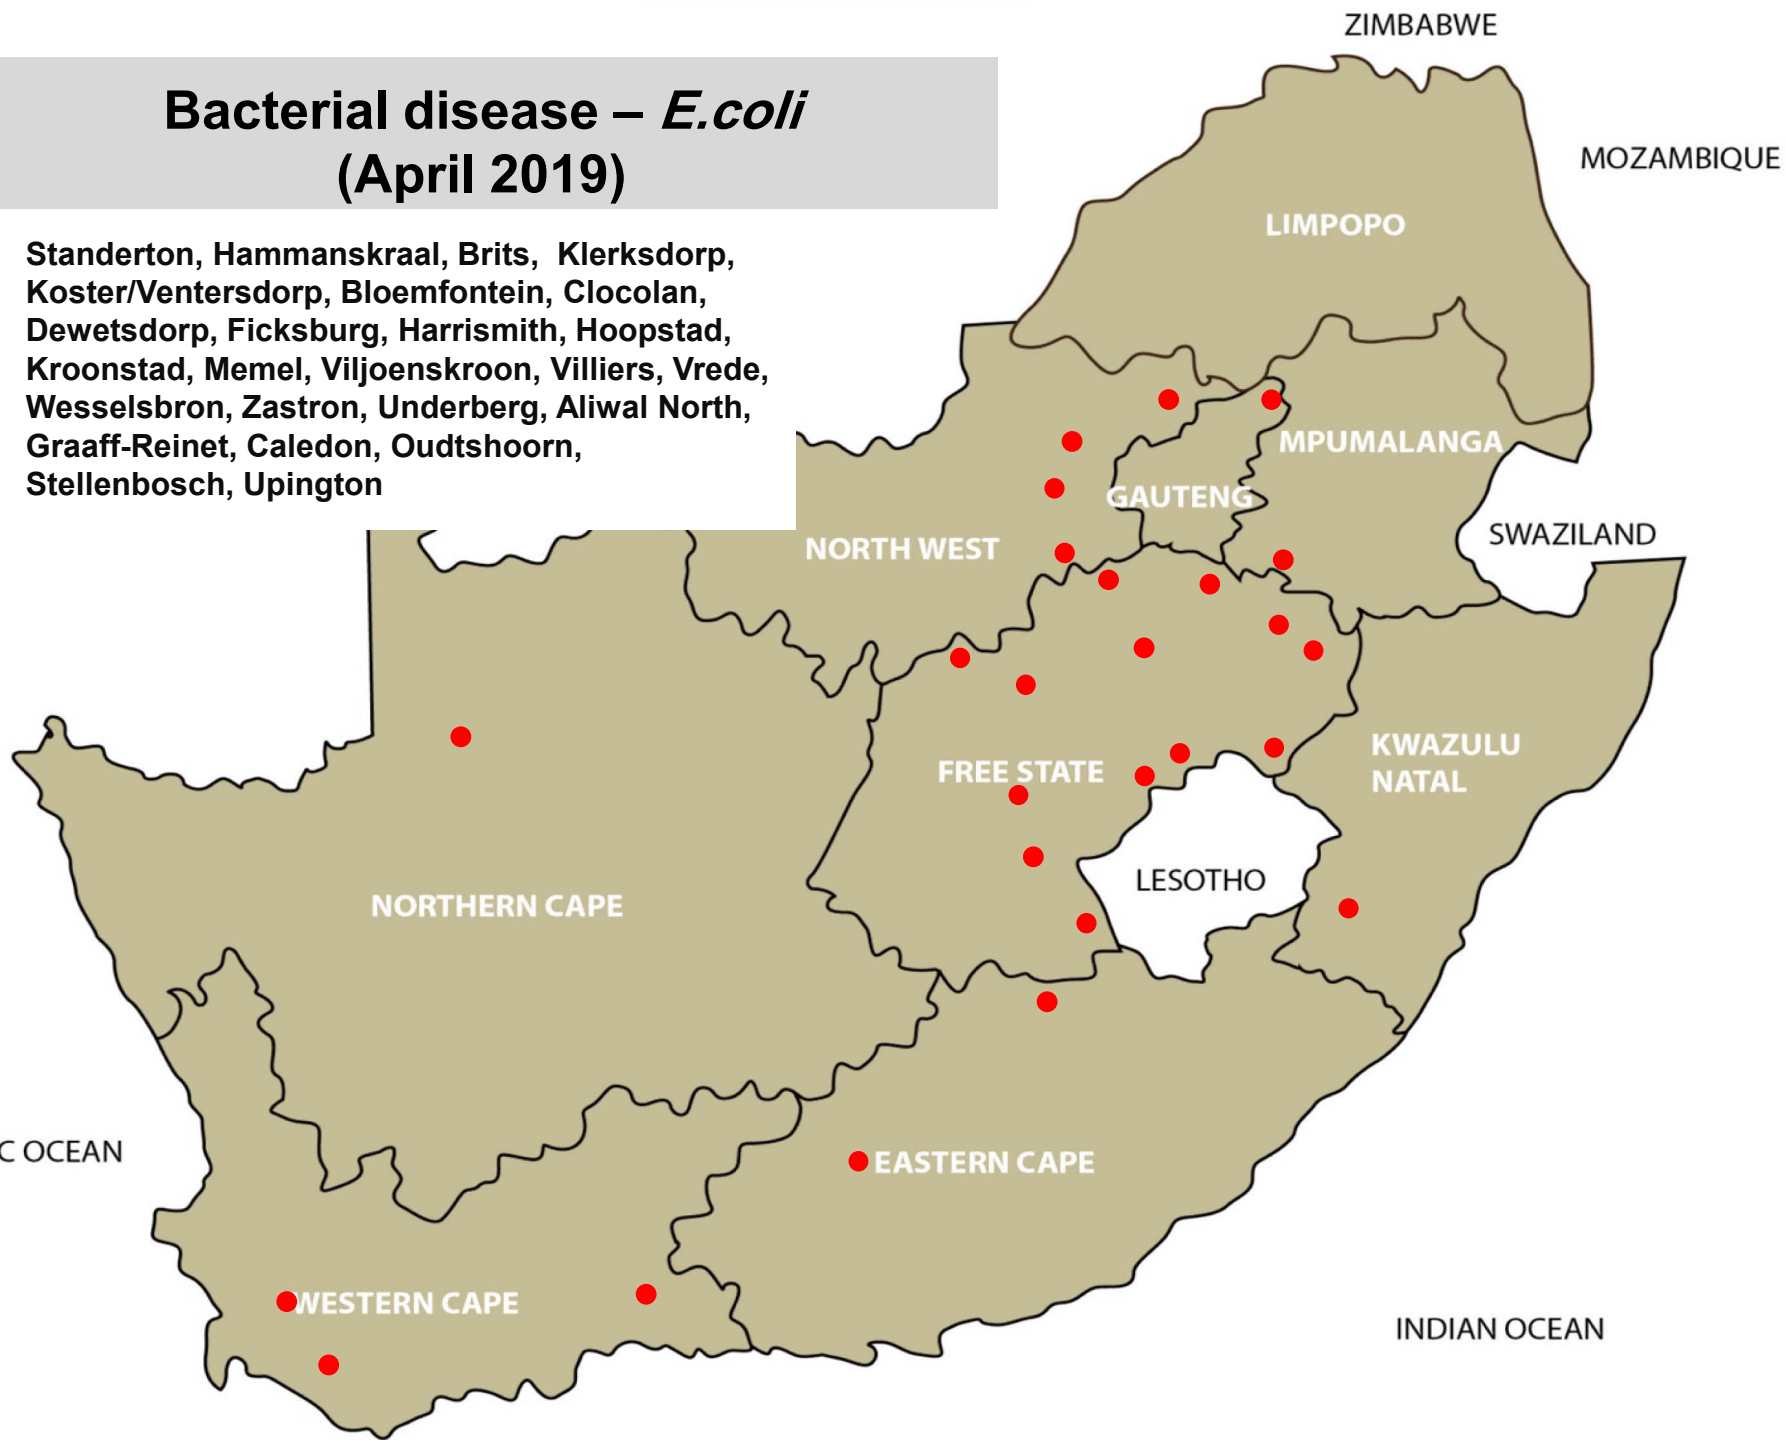 ZIMBABWE
Bacterial disease – E.coli
(April 2019)
MOZAMBIQUE
LIMPOPO
Standerton, Hammanskraal, Brits, Klerksdorp,
Koster/Ventersdorp, Bloemfontein, Clocolan,
Dewetsdorp, Ficksburg, Harrismith, Hoopstad,
Kroonstad, Memel, Viljoenskroon, Villiers, Vrede,
Wesselsbron, Zastron, Underberg, Aliwal North,
Graaff-Reinet, Caledon, Oudtshoorn,
Stellenbosch, Upington
MPUMALANGA
GAUTENG
NORTH WEST
SWAZILAND
KWAZULU
NATAL
FREE STATE
LESOTHO
NORTHERN CAPE
C OCEAN
EASTERN CAPE
WESTERN CAPE
INDIAN OCEAN